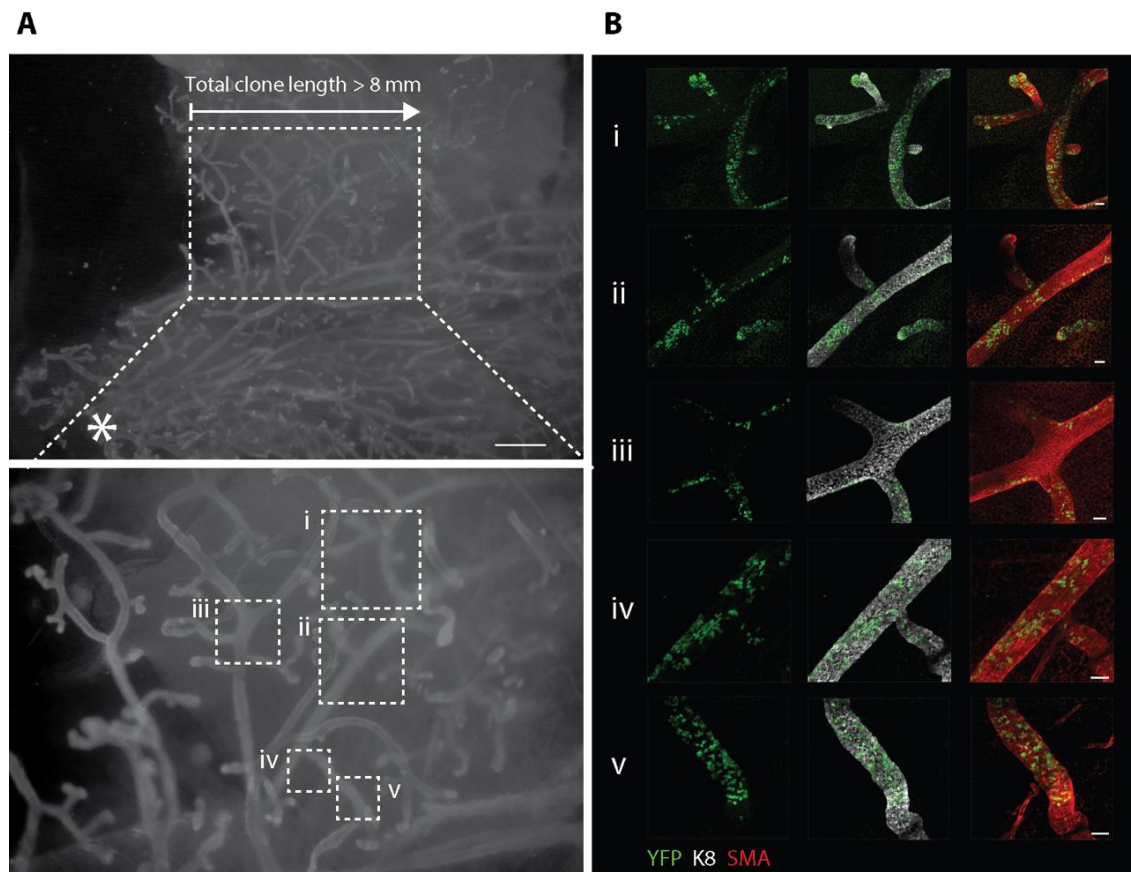 A
B
Total clone length > 8 mm
i
ii
iii
iv
v
*
i
ii
iii
iv
v
YFP K8 SMA